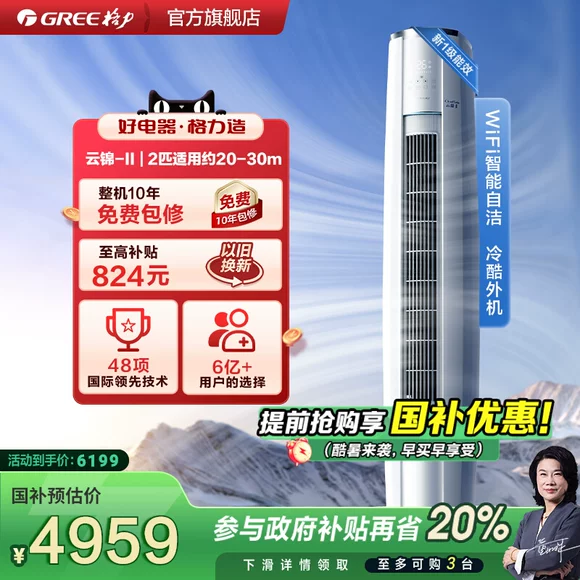 GREE格力 官方旗舰店
新1级能效
WiFi智能自洁 冷酷外机
好电器·格力造
云锦-II | 2匹适用约20-30m
整机10年
免费包修
免费
10年包修
至高补贴
824元
以旧
换新
48项
国际领先技术
6亿+
用户的选择
提前抢购享国补优惠!
(酷暑来袭,早买早享受)
活动到手价:6199
国补预估价
¥4959
参与政府补贴再省20%
下滑详情领取 至多可购3台